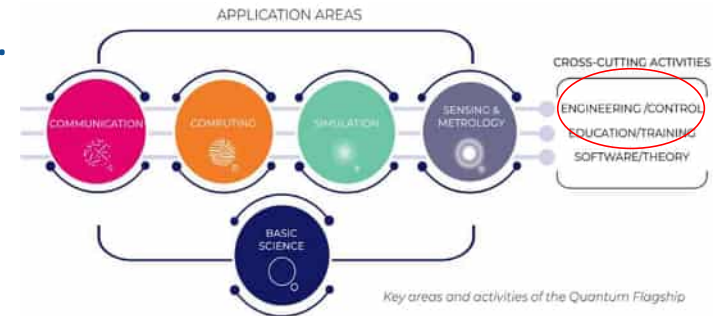 APPLICATION AREAS
CROSS-CUTTING ACTIVITIES
COMMUNICATION
COMPUTING
SIMULATION
SENSING &
METROLOGY
ENGINEERING /CONTROL
EDUCATION/TRAINING
SOFTWARE/THEORY
BASIC
SCIENCE
Key areas and activities of the Quantum Flagship